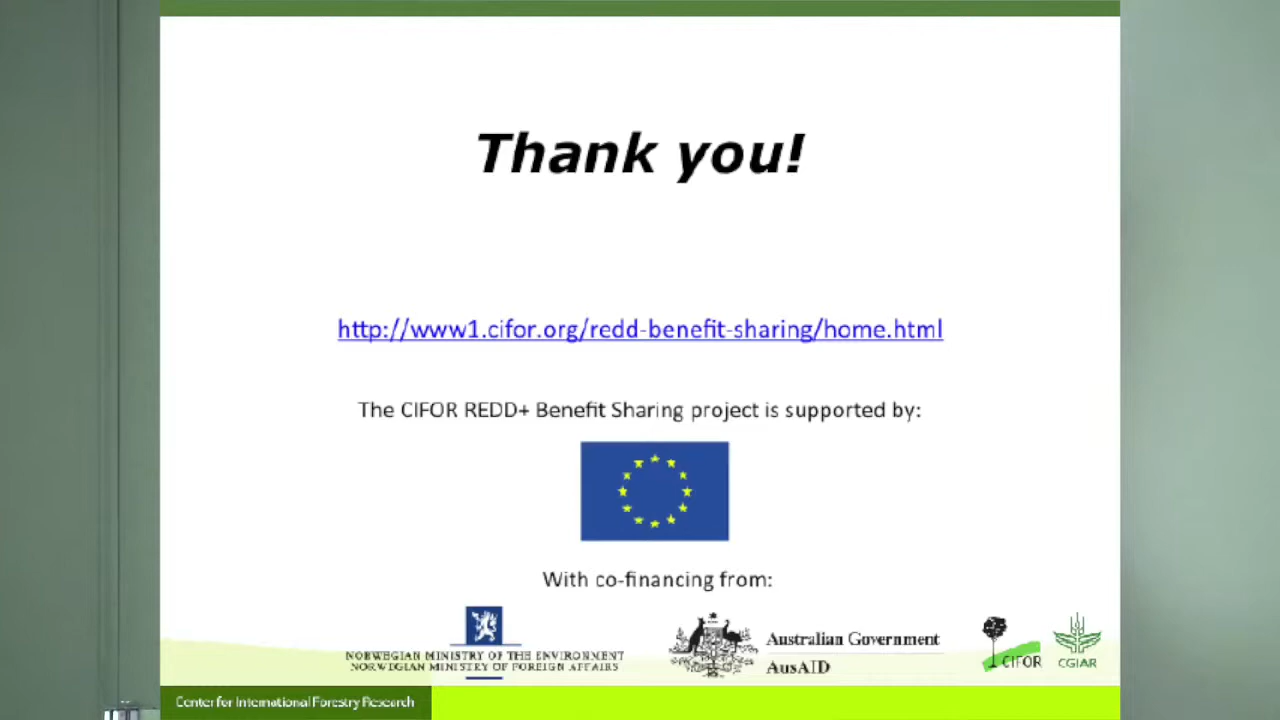 Thank you!
http://www1.cifor.org/redd-benefit-sharing/home.html
The CIFOR REDD+ Benefit Sharing project is supported by:
With co-financing from:
NORWEGIAN MINISTRY OF THE ENVIRONMENT
NORWEGIAN MINISTRY OF FOREIGN AFFAIRS
Australian Government
AusAID
CIFOR
CGIAR
Center for International Forestry Research